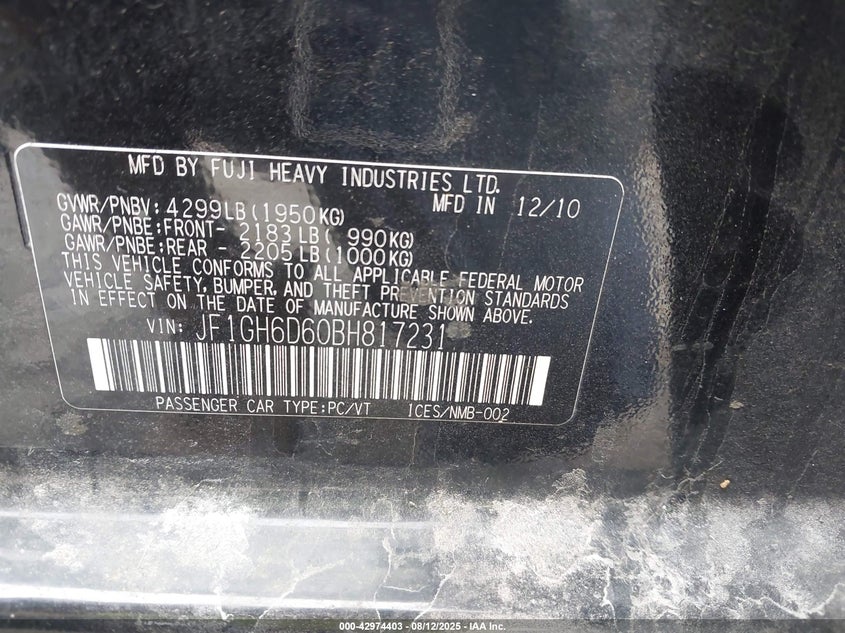 MFD BY FUJI HEAVY INDUSTRIES LTD.
GVWR/PNBV: 4299LB(1950KG) MFD IN 12/10
GAWR/PNBE:FRONT- 2183LB( 990KG)
GAWR/PNBE:REAR - 2205LB(1000KG)
THIS VEHICLE CONFORMS TO ALL APPLICABLE FEDERAL MOTOR
VEHICLE SAFETY, BUMPER, AND THEFT PREVENTION STANDARDS
IN EFFECT ON THE DATE OF MANUFACTURE SHOWN ABOVE.
VIN: JF1GH6D60BH817231
PASSENGER CAR TYPE:PC/VT ICES/NMB-002
000-42974403 - 08/12/2025 - IAA Inc.